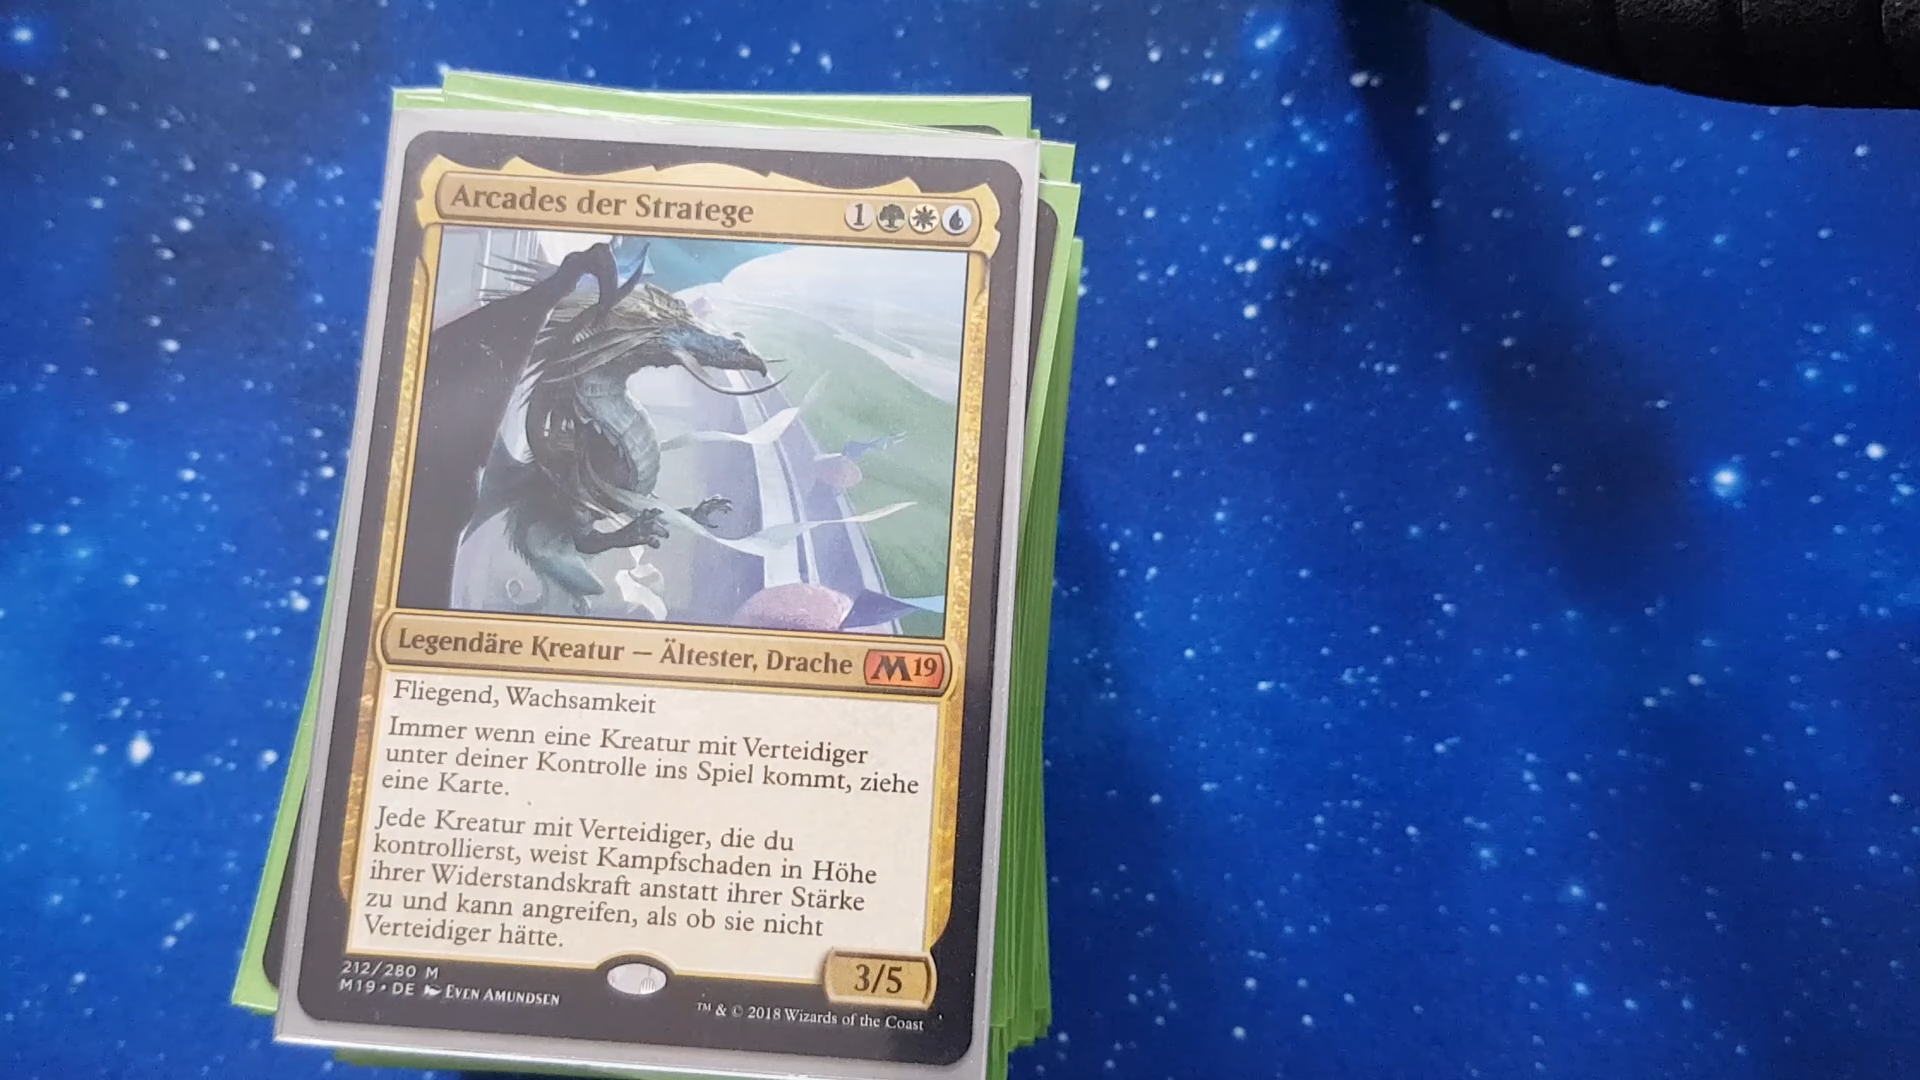 Arcades der Stratege 1
Legendäre Kreatur — Ältester, Drache M19
Fliegend, Wachsamkeit
Immer wenn eine Kreatur mit Verteidiger
unter deiner Kontrolle ins Spiel kommt, ziehe
eine Karte.
Jede Kreatur mit Verteidiger, die du
kontrollierst, weist Kampfschaden in Höhe
ihrer Widerstandskraft anstatt ihrer Stärke
zu und kann angreifen, als ob sie nicht
Verteidiger hätte.
3/5
212/280 M
M19 • DE EVEN AMUNDSEN
™ & © 2018 Wizards of the Coast